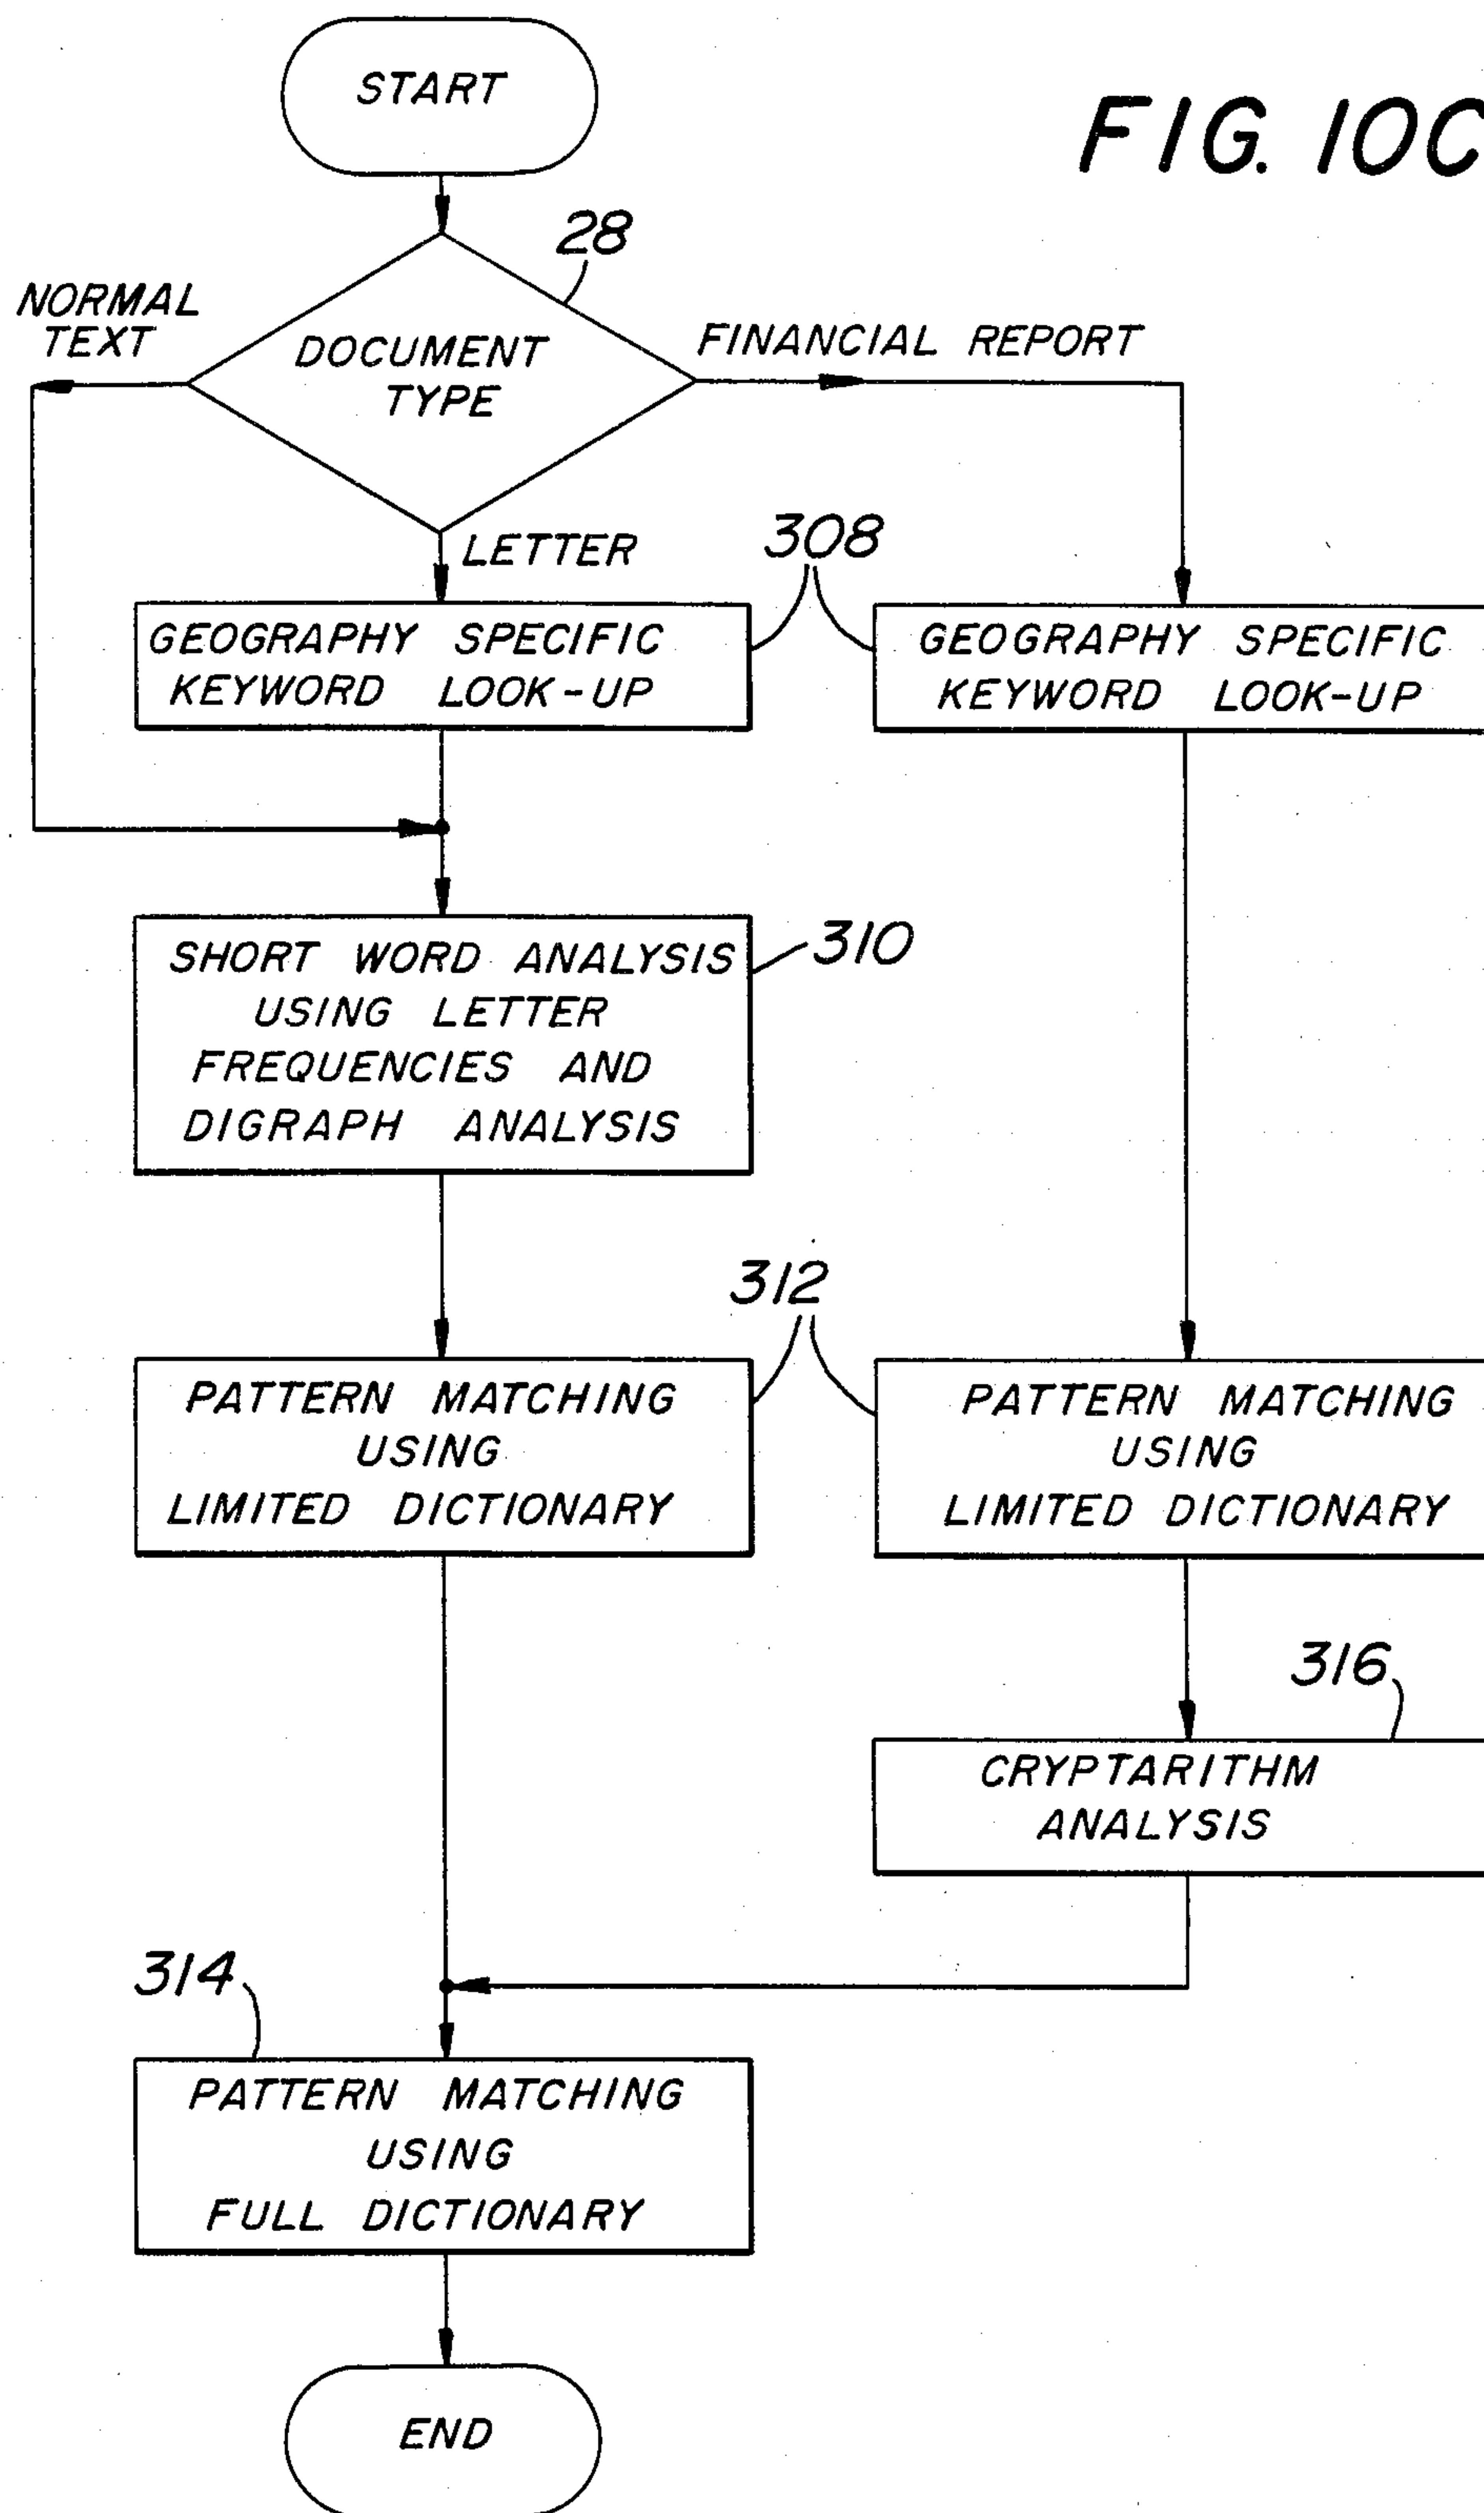 START
FIG. 10C
28
NORMAL
TEXT
DOCUMENT
TYPE
FINANCIAL REPORT
LETTER
308
GEOGRAPHY SPECIFIC
KEYWORD LOOK-UP
GEOGRAPHY SPECIFIC
KEYWORD LOOK-UP
SHORT WORD ANALYSIS
USING LETTER
FREQUENCIES AND
DIGRAPH ANALYSIS
310
312
PATTERN MATCHING
USING
LIMITED DICTIONARY
PATTERN MATCHING
USING
LIMITED DICTIONARY
316
CRYPTARITHM
ANALYSIS
314
PATTERN MATCHING
USING
FULL DICTIONARY
END